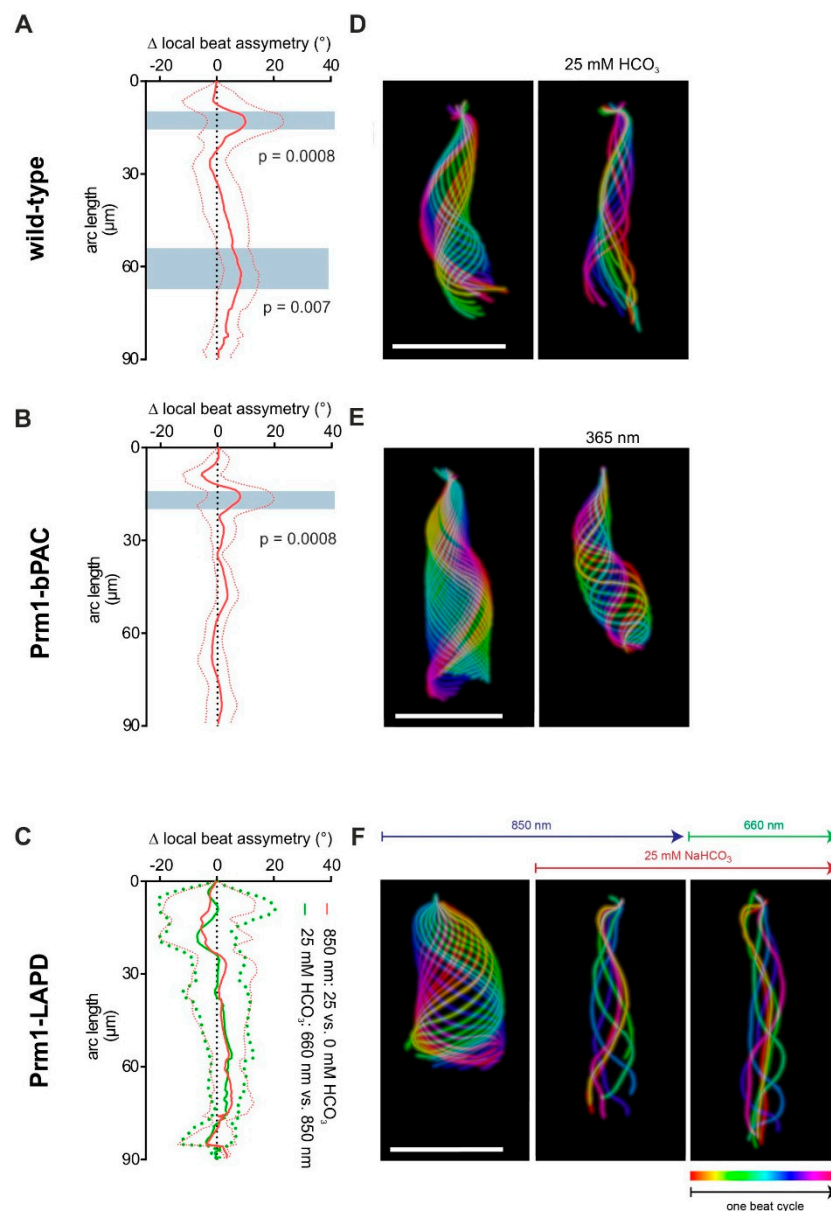 A
Δ local beat assymetry (°)
-20 0 20 40
0
30
60
90
arc length
(μm)
p = 0.0008
p = 0.007
wild-type
D
25 mM HCO₃
B
Δ local beat assymetry (°)
-20 0 20 40
0
30
60
90
arc length
(μm)
p = 0.0008
Prm1-bPAC
E
365 nm
C
Δ local beat assymetry (°)
-20 0 20 40
0
30
60
90
arc length
(μm)
850 nm: 25 vs. 0 mM HCO₃
25 mM HCO₃: 660 nm vs. 850 nm
Prm1-LAPD
F
850 nm
660 nm
25 mM NaHCO₃
one beat cycle